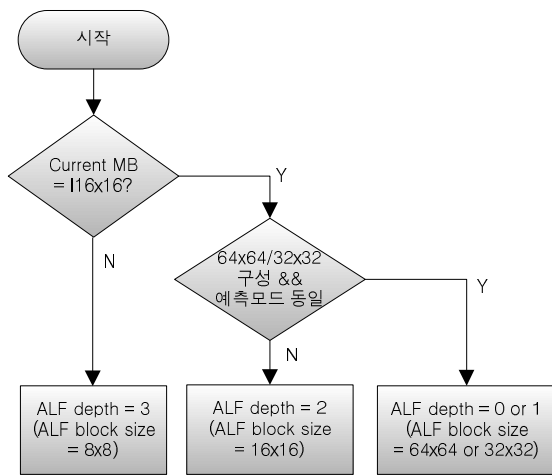 시작
Current MB
= I16x16?
Y
N
64x64/32x32
구성 &&
예측모드 동일
Y
N
ALF depth = 3
(ALF block size
= 8x8)
ALF depth = 2
(ALF block size
= 16x16)
ALF depth = 0 or 1
(ALF block size
= 64x64 or 32x32)